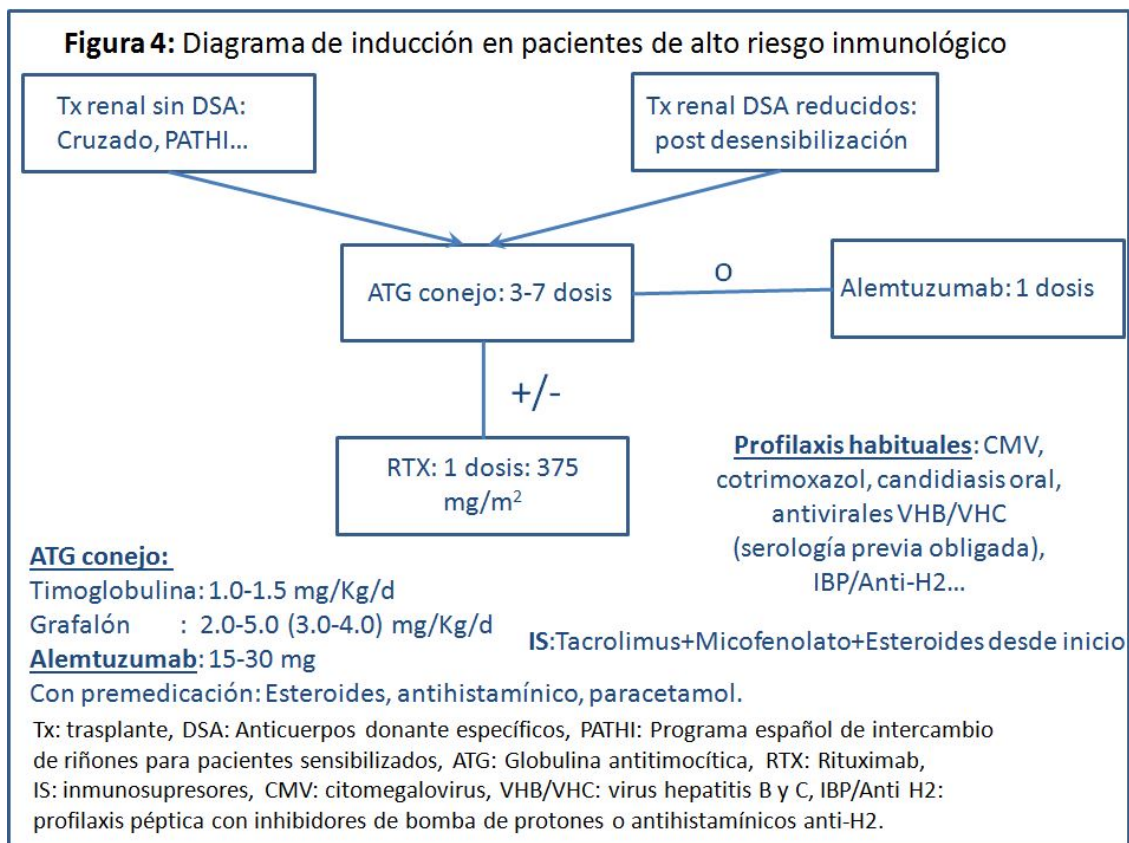 Figura 4: Diagrama de inducción en pacientes de alto riesgo inmunológico
Tx renal sin DSA:
Cruzado, PATHI...
Tx renal DSA reducidos:
post desensibilización
ATG conejo: 3-7 dosis
O
Alemtuzumab: 1 dosis
+/-
RTX: 1 dosis: 375
mg/m²
Profilaxis habituales: CMV,
cotrimoxazol, candidiasis oral,
antivirales VHB/VHC
(serología previa obligada),
IBP/Anti-H2...
ATG conejo:
Timoglobulina: 1.0-1.5 mg/Kg/d
Grafalón : 2.0-5.0 (3.0-4.0) mg/Kg/d
IS:Tacrolimus+Micofenolato+Esteroides desde inicio
Alemtuzumab: 15-30 mg
Con premedicación: Esteroides, antihistamínico, paracetamol.
Tx: trasplante, DSA: Anticuerpos donante específicos, PATHI: Programa español de intercambio
de riñones para pacientes sensibilizados, ATG: Globulina antitimocítica, RTX: Rituximab,
IS: inmunosupresores, CMV: citomegalovirus, VHB/VHC: virus hepatitis B y C, IBP/Anti H2:
profilaxis péptica con inhibidores de bomba de protones o antihistamínicos anti-H2.